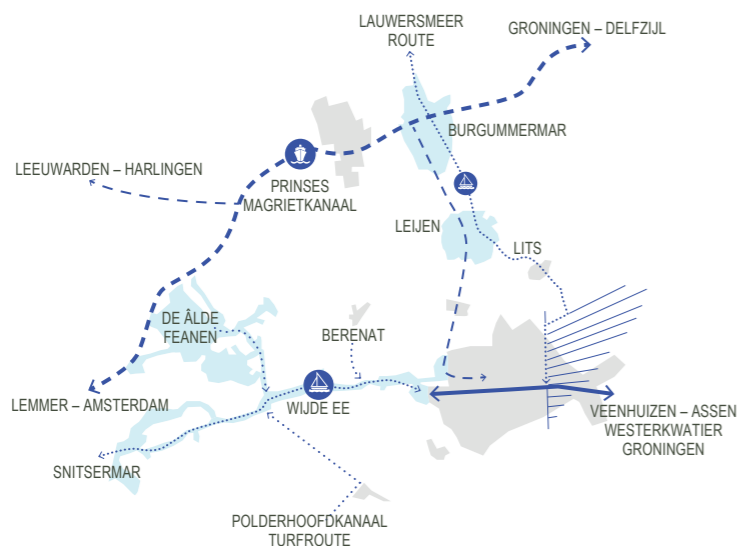 LAUWERSMEER
ROUTE
GRONINGEN – DELFZIJL
BURGUMMERMAR
LEEUWARDEN – HARLINGEN
PRINSES
MAGRIETKANAAL
LEIJEN
LITS
DE ÂLDE
FEANEN
BERENAT
LEMMER – AMSTERDAM
WIJDE EE
VEENHUIZEN – ASSEN
WESTERKWATIER
GRONINGEN
SNITSERMAR
POLDERHOOFDKANAAL
TURFROUTE